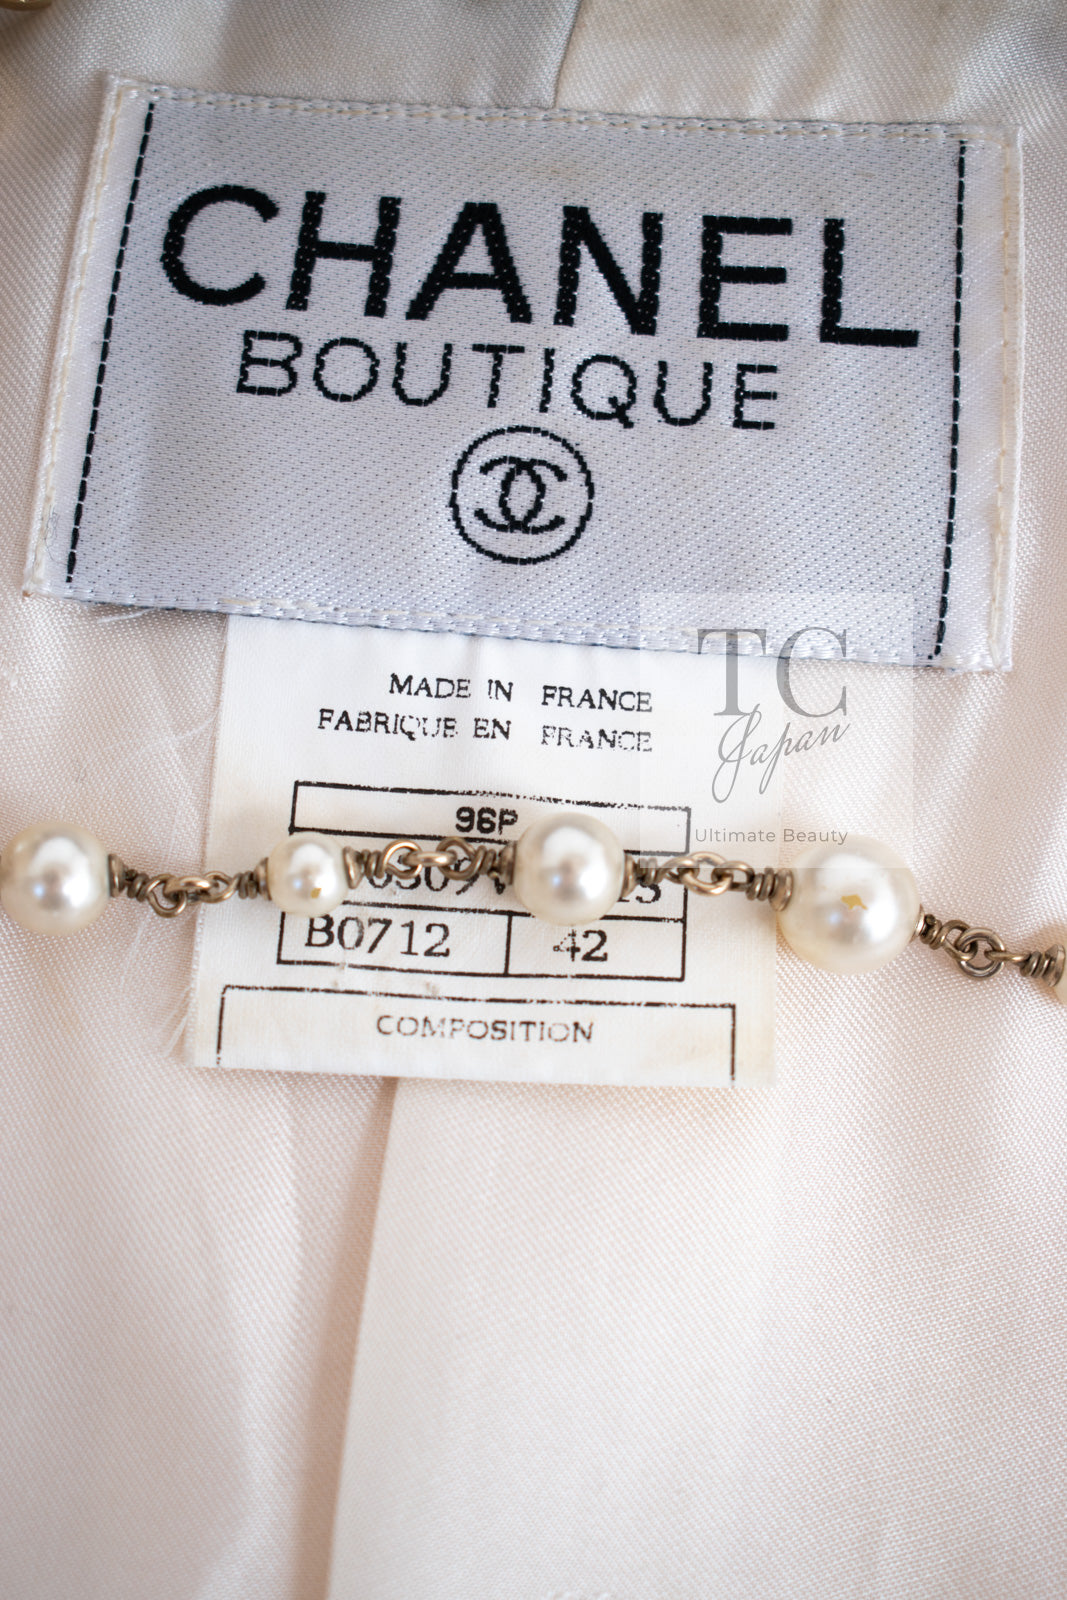 CHANEL
BOUTIQUE
MADE IN FRANCE
FABRIQUE EN FRANCE
96P
B0712 42
COMPOSITION
TC
Japan
Ultimate Beauty